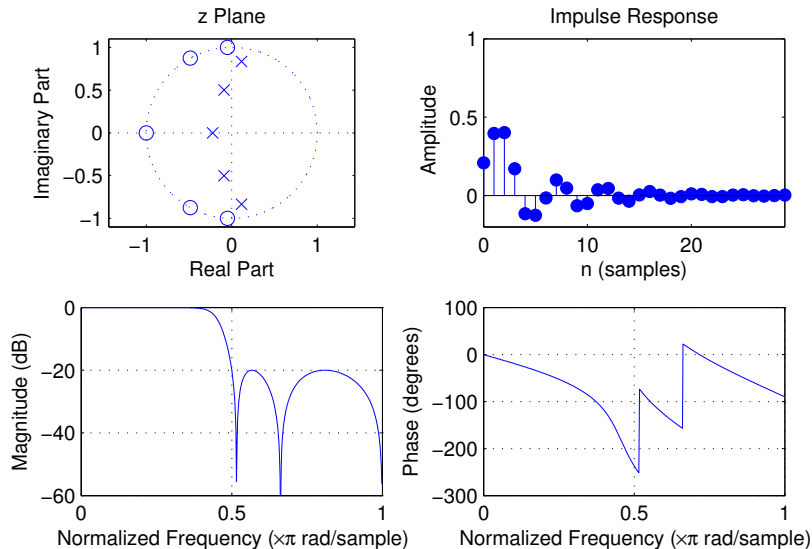 z Plane
1
0.5
0
−0.5
−1
−1
0
1
Imaginary Part
Real Part
Impulse Response
1
0.5
0
0
10
20
Amplitude
n (samples)
0
−20
−40
−60
0
0.5
1
Magnitude (dB)
Normalized Frequency (×π rad/sample)
100
0
−100
−200
−300
0
0.5
1
Phase (degrees)
Normalized Frequency (×π rad/sample)